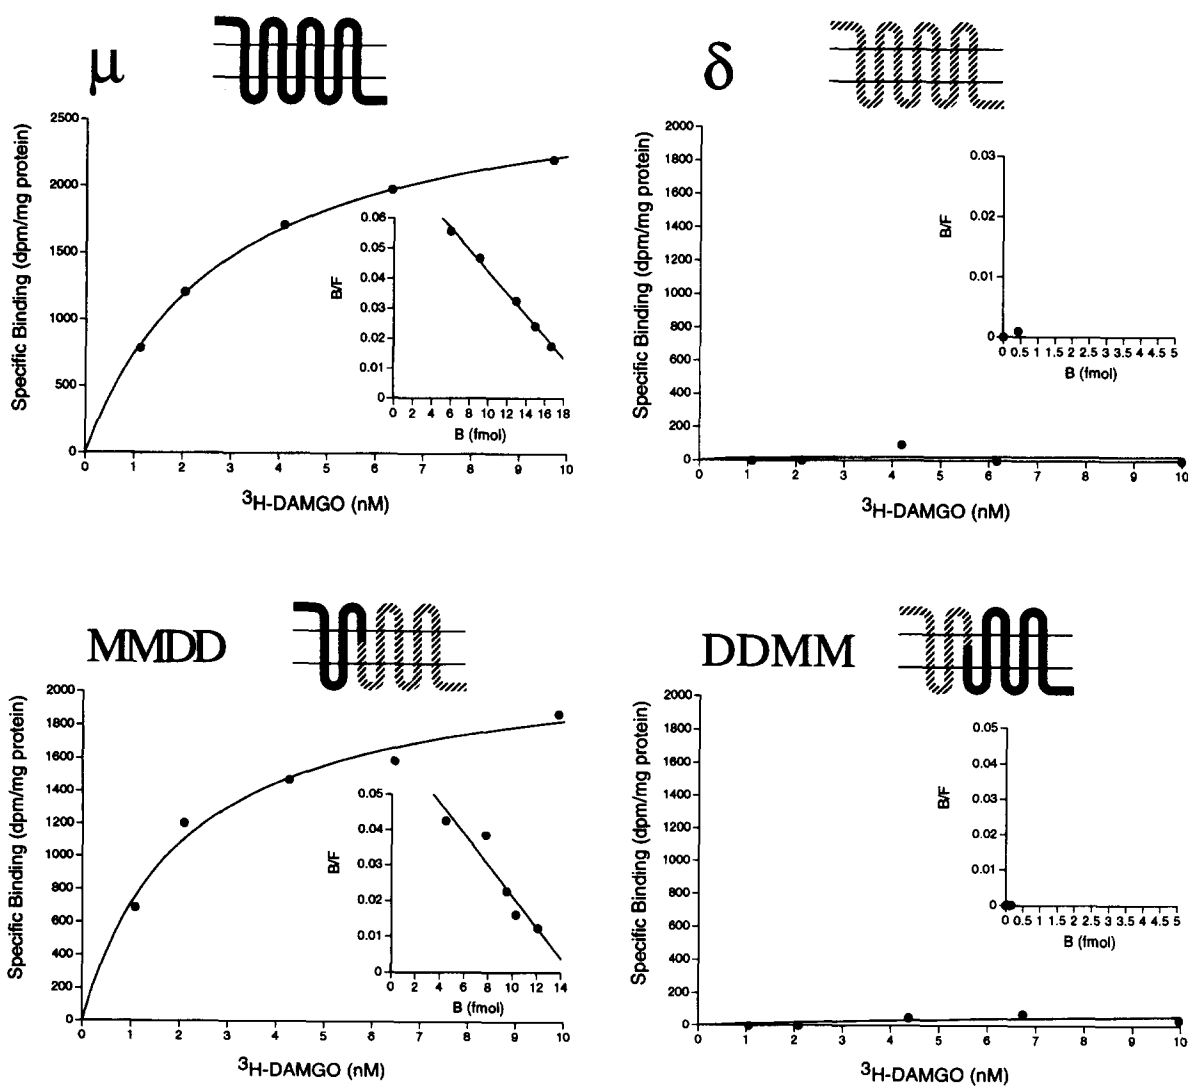 μ
Specific Binding (dpm/mg protein)
2500
2000
1500
1000
500
0
0 1 2 3 4 5 6 7 8 9 10
³H-DAMGO (nM)
B/F
0.06
0.05
0.04
0.03
0.02
0.01
0
0 2 4 6 8 10 12 14 16 18
B (fmol)
δ
Specific Binding (dpm/mg protein)
2000
1800
1600
1400
1200
1000
800
600
400
200
0
0 1 2 3 4 5 6 7 8 9 10
³H-DAMGO (nM)
B/F
0.03
0.02
0.01
0
0 0.5 1 1.5 2 2.5 3 3.5 4 4.5 5
B (fmol)
MMDD
Specific Binding (dpm/mg protein)
2000
1800
1600
1400
1200
1000
800
600
400
200
0
0 1 2 3 4 5 6 7 8 9 10
³H-DAMGO (nM)
B/F
0.05
0.04
0.03
0.02
0.01
0
0 2 4 6 8 10 12 14
B (fmol)
DDMM
Specific Binding (dpm/mg protein)
2000
1800
1600
1400
1200
1000
800
600
400
200
0
0 1 2 3 4 5 6 7 8 9 10
³H-DAMGO (nM)
B/F
0.05
0.04
0.03
0.02
0.01
0
0 0.5 1 1.5 2 2.5 3 3.5 4 4.5 5
B (fmol)